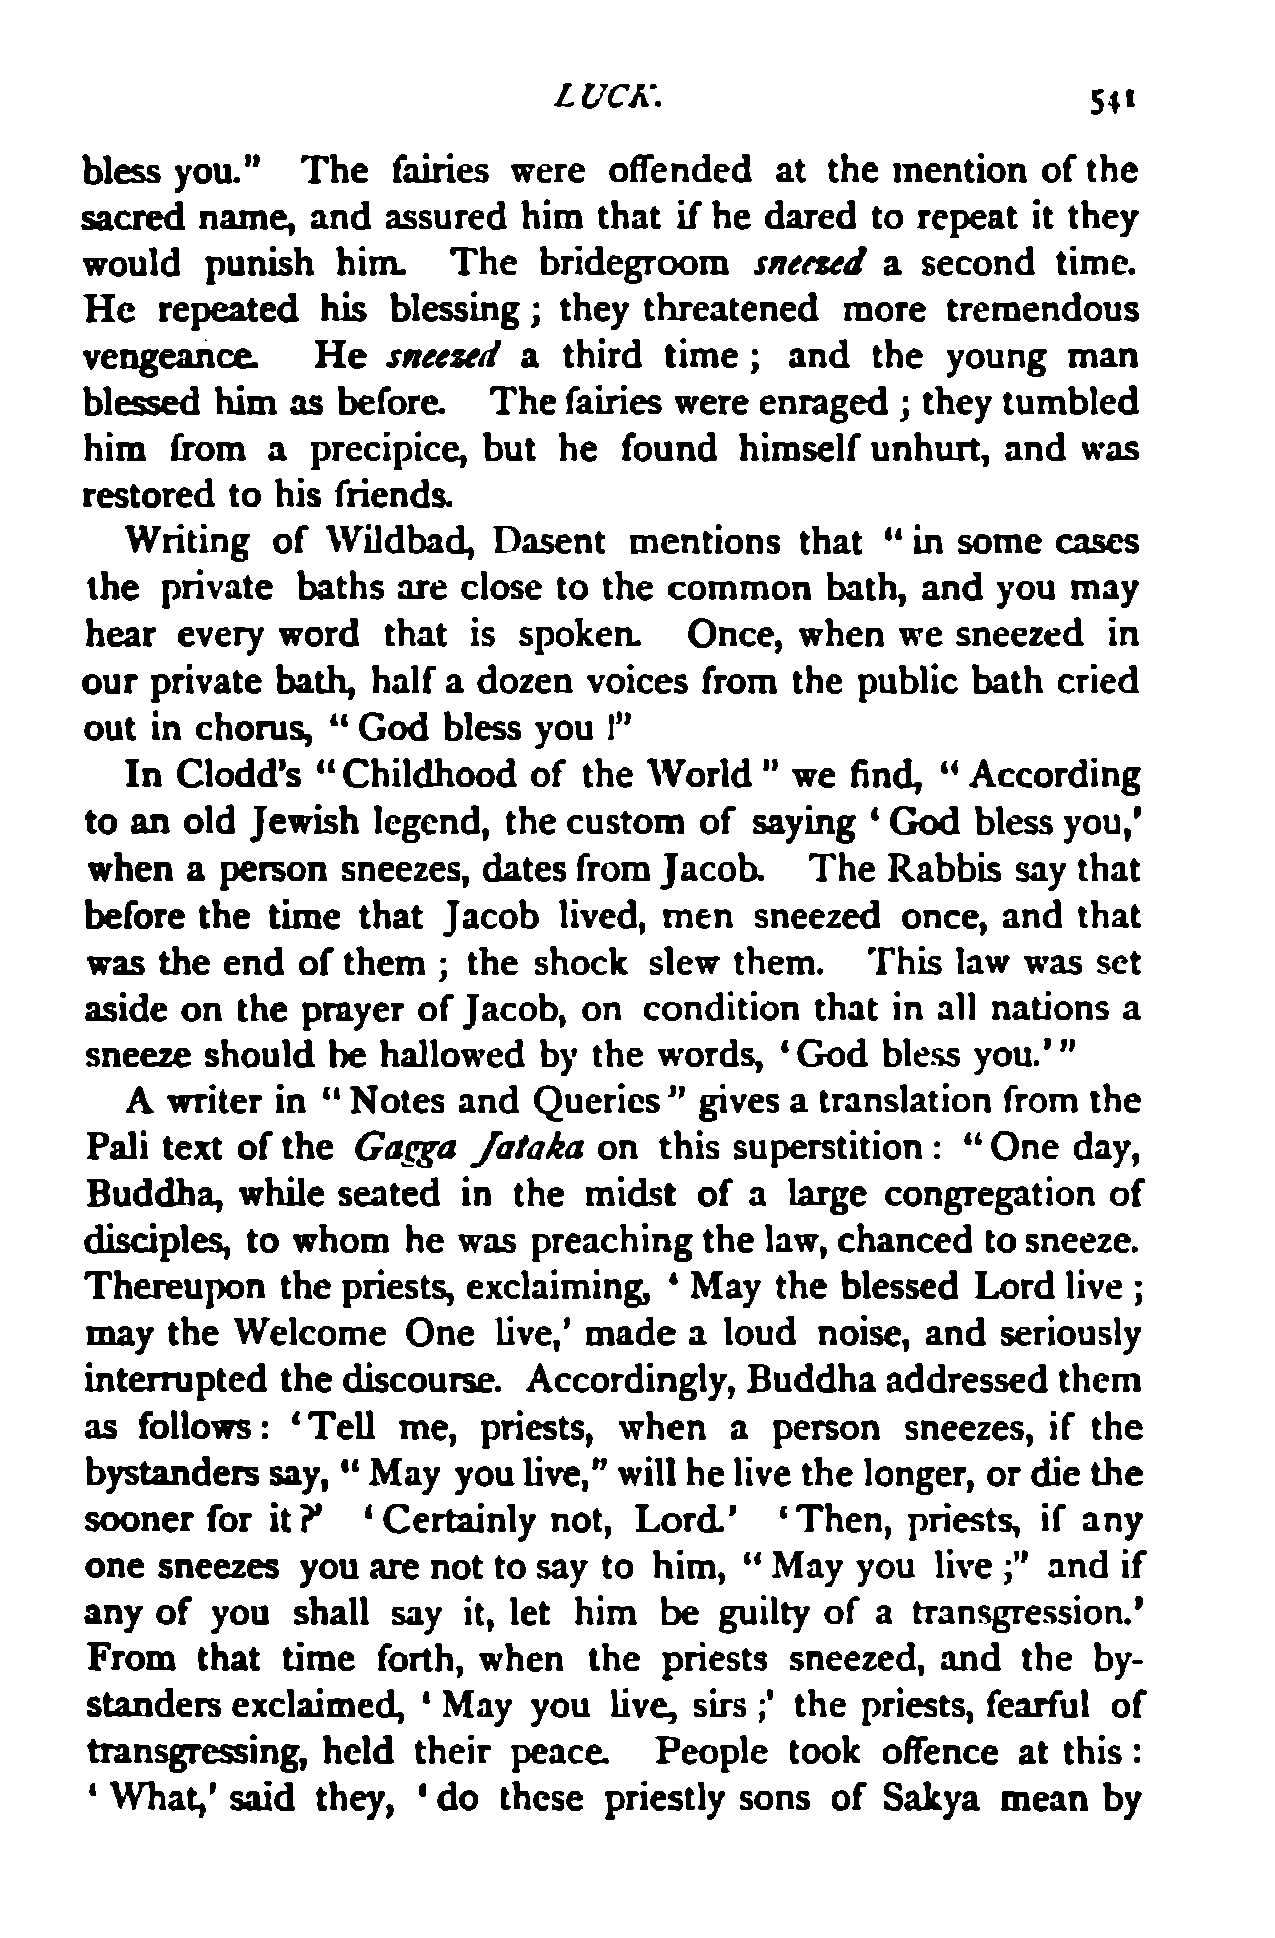 LUCK. 541
bless you." The fairies were offended at the mention of the
sacred name, and assured him that if he dared to repeat it they
would punish him. The bridegroom sneezed a second time.
He repeated his blessing ; they threatened more tremendous
vengeance. He sneezed a third time ; and the young man
blessed him as before. The fairies were enraged ; they tumbled
him from a precipice, but he found himself unhurt, and was
restored to his friends.
Writing of Wildbad, Dasent mentions that " in some cases
the private baths are close to the common bath, and you may
hear every word that is spoken. Once, when we sneezed in
our private bath, half a dozen voices from the public bath cried
out in chorus, " God bless you !"
In Clodd's " Childhood of the World " we find, " According
to an old Jewish legend, the custom of saying ' God bless you,'
when a person sneezes, dates from Jacob. The Rabbis say that
before the time that Jacob lived, men sneezed once, and that
was the end of them ; the shock slew them. This law was set
aside on the prayer of Jacob, on condition that in all nations a
sneeze should be hallowed by the words, ' God bless you.' "
A writer in " Notes and Queries " gives a translation from the
Pali text of the Gagga Jataka on this superstition : " One day,
Buddha, while seated in the midst of a large congregation of
disciples, to whom he was preaching the law, chanced to sneeze.
Thereupon the priests, exclaiming, ' May the blessed Lord live ;
may the Welcome One live,' made a loud noise, and seriously
interrupted the discourse. Accordingly, Buddha addressed them
as follows : ' Tell me, priests, when a person sneezes, if the
bystanders say, " May you live," will he live the longer, or die the
sooner for it ?' ' Certainly not, Lord.' ' Then, priests, if any
one sneezes you are not to say to him, " May you live ;" and if
any of you shall say it, let him be guilty of a transgression.'
From that time forth, when the priests sneezed, and the by-
standers exclaimed, ' May you live, sirs ;' the priests, fearful of
transgressing, held their peace. People took offence at this :
' What,' said they, ' do these priestly sons of Sakya mean by